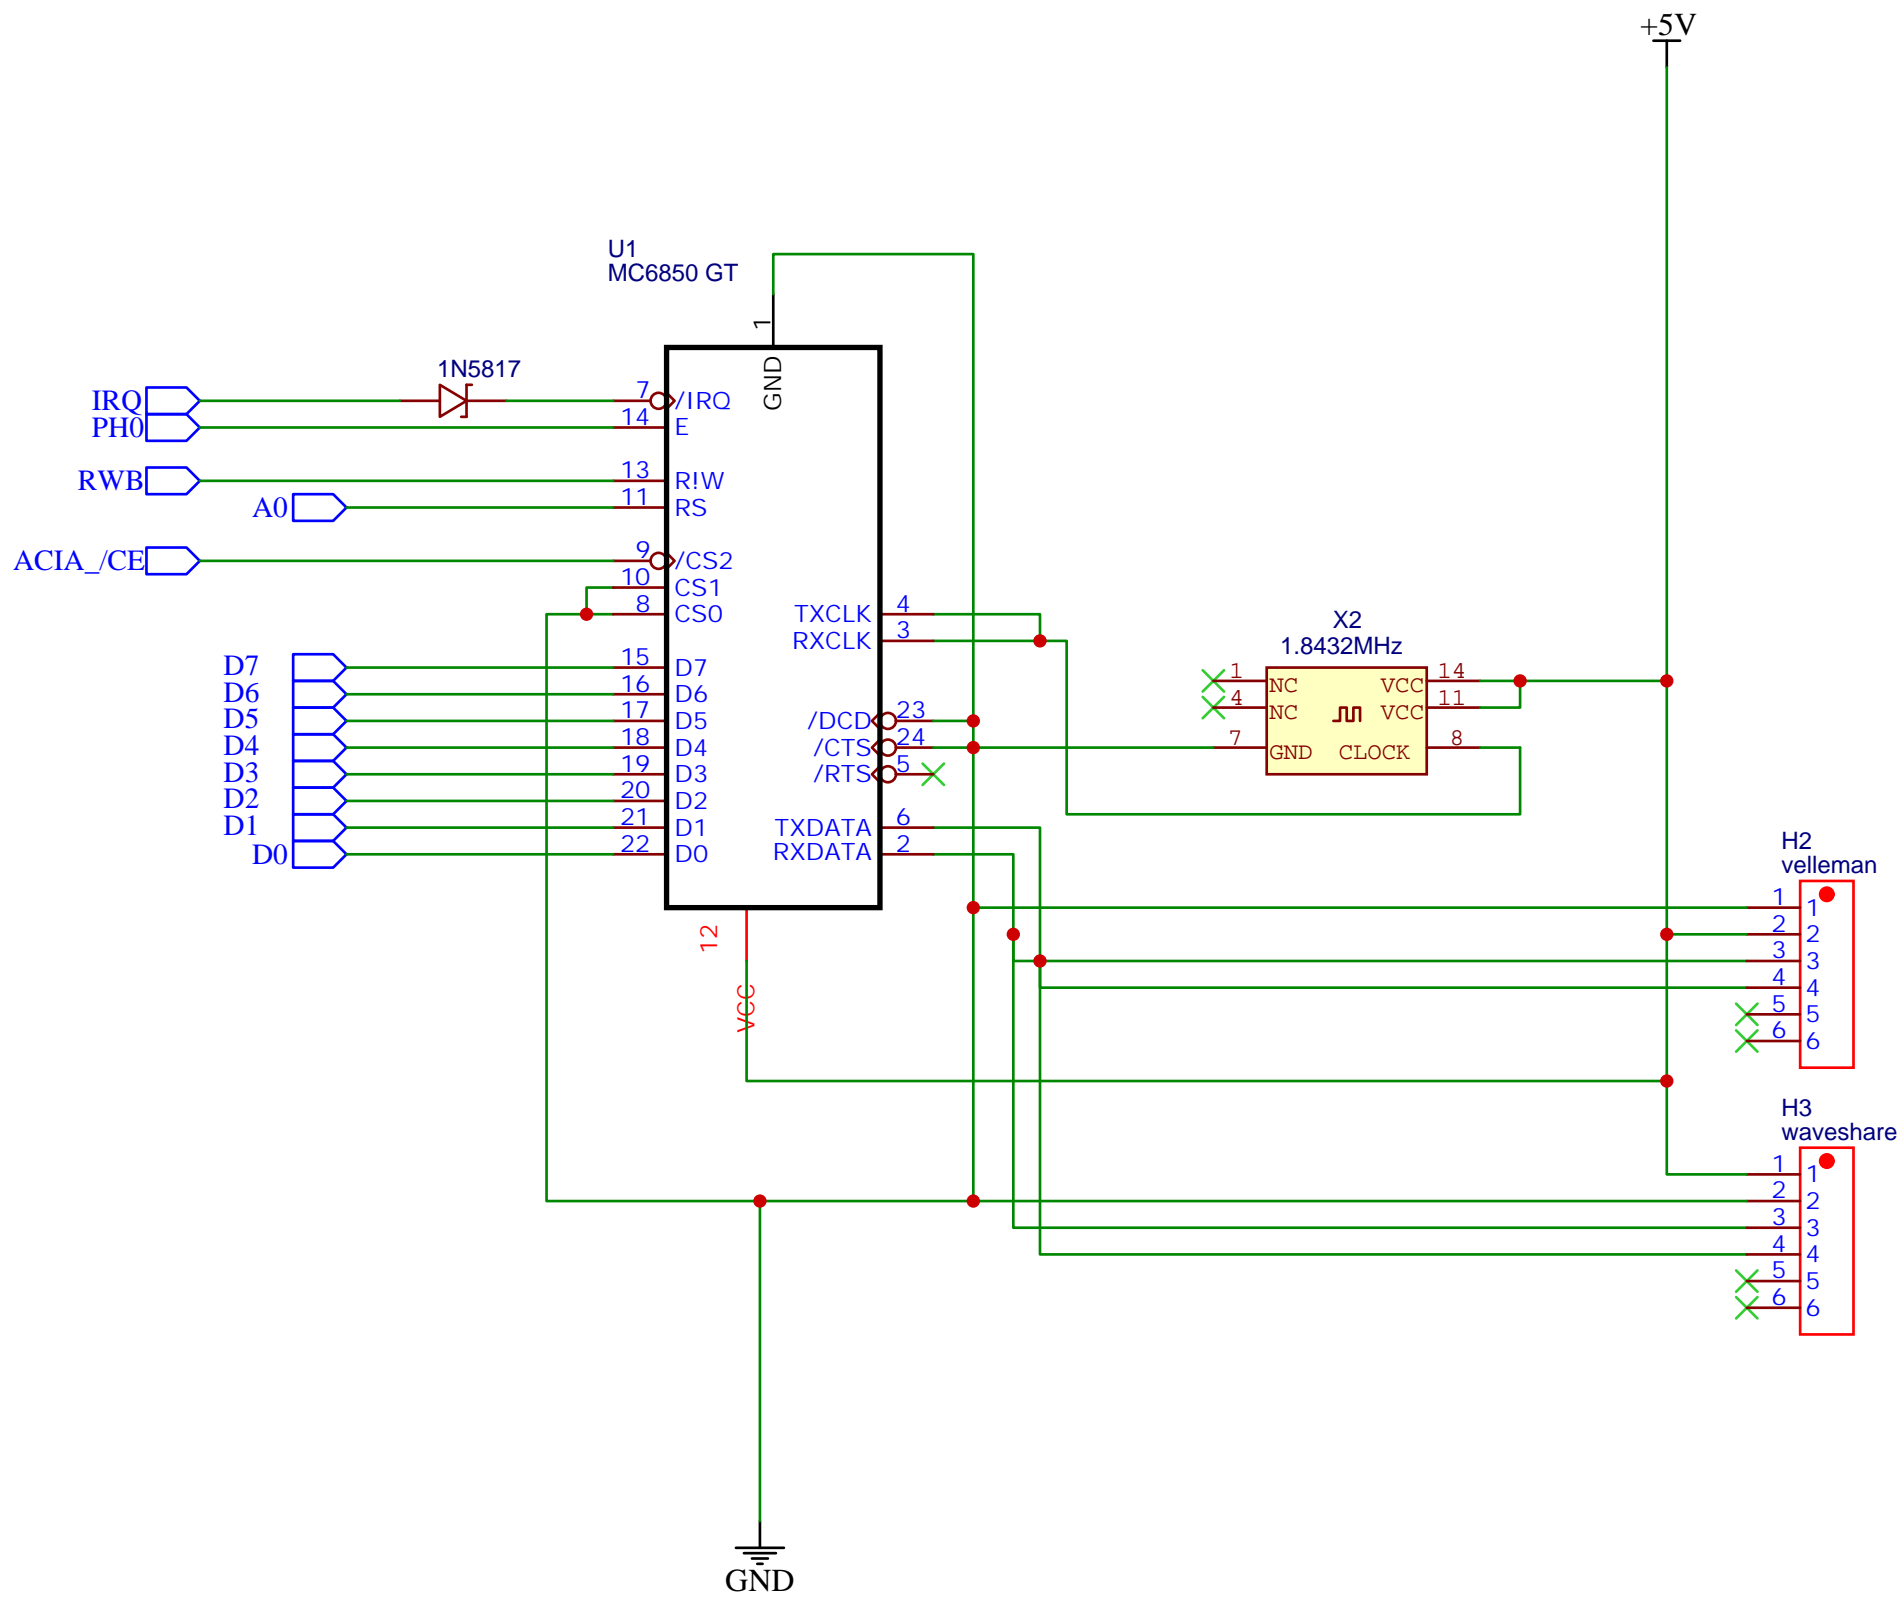 +5V
U1
MC6850 GT
1
GND
1N5817
IRQ
7
/IRQ
PH0
14
E
RWB
13
R!W
A0
11
RS
ACIA_/CE
9
/CS2
10
CS1
8
CS0
TXCLK
4
RXCLK
3
X2
1.8432MHz
1
NC
VCC
14
4
NC
VCC
11
7
GND
CLOCK
8
D7
15
D7
D6
16
D6
D5
17
D5
/DCD
23
D4
18
D4
/CTS
24
D3
19
D3
/RTS
5
D2
20
D2
D1
21
D1
TXDATA
6
D0
22
D0
RXDATA
2
12
VCC
H2
velleman
1
1
2
2
3
3
4
4
5
5
6
6
H3
waveshare
1
1
2
2
3
3
4
4
5
5
6
6
GND